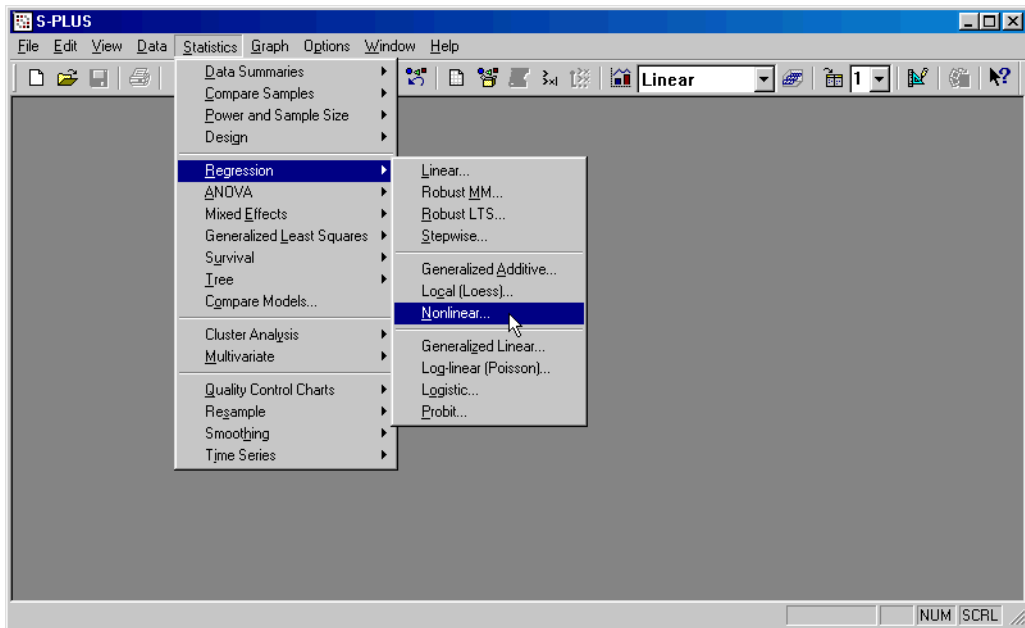 S-PLUS
File Edit View Data Statistics Graph Options Window Help
Linear 1
Data Summaries
Compare Samples
Power and Sample Size
Design
Regression
ANOVA
Mixed Effects
Generalized Least Squares
Survival
Tree
Compare Models...
Cluster Analysis
Multivariate
Quality Control Charts
Resample
Smoothing
Time Series
Linear...
Robust MM...
Robust LTS...
Stepwise...
Generalized Additive...
Local (Loess)...
Nonlinear...
Generalized Linear...
Log-linear (Poisson)...
Logistic...
Probit...
NUM SCRL